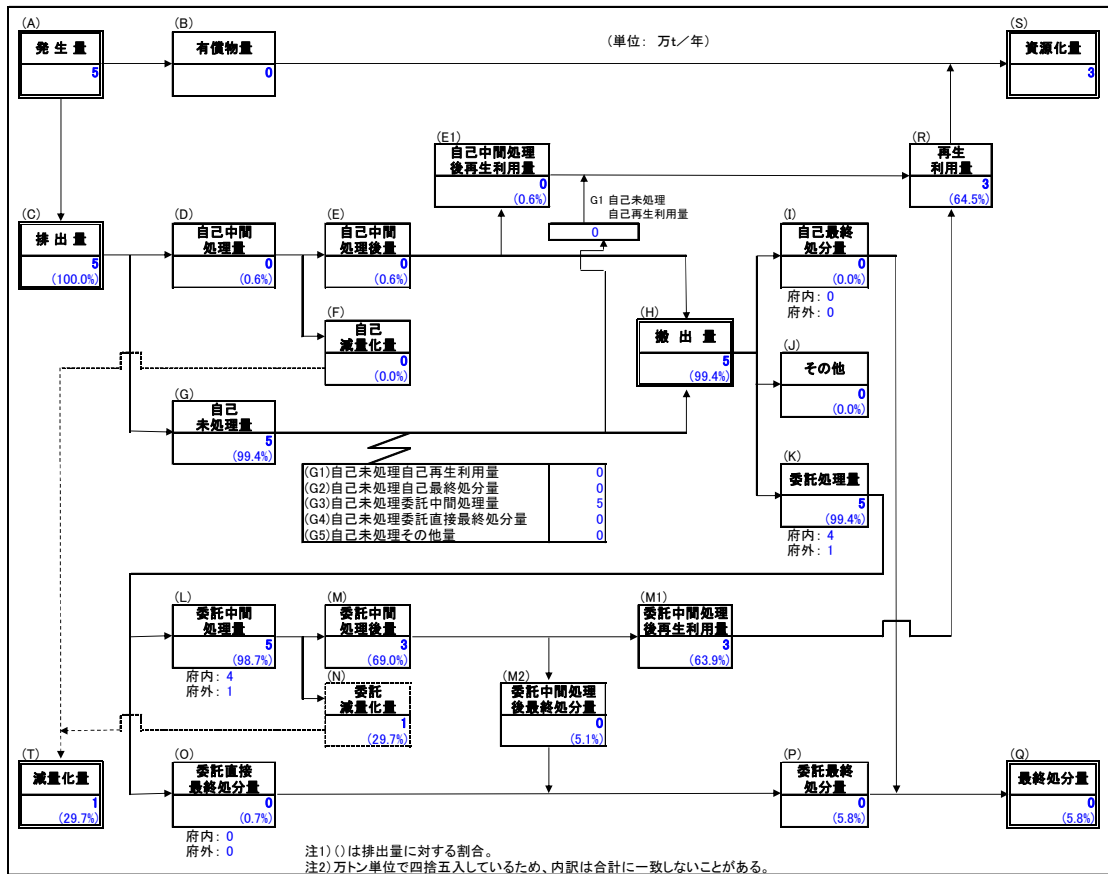 (A)
発 生 量
5
(B)
有償物量
0
(単位： 万t／年)
(S)
資源化量
3
(E1)
自己中間処理
後再生利用量
0
(0.6%)
G1 自己未処理
自己再生利用量
0
(R)
再生
利用量
3
(64.5%)
(C)
排 出 量
5
(100.0%)
(D)
自己中間
処理量
0
(0.6%)
(E)
自己中間
処理後量
0
(0.6%)
(F)
自己
減量化量
0
(0.0%)
(G)
自己
未処理量
5
(99.4%)
(H)
搬 出 量
5
(99.4%)
(I)
自己最終
処分量
0
(0.0%)
府内： 0
府外： 0
(J)
その他
0
(0.0%)
(K)
委託処理量
5
(99.4%)
府内： 4
府外： 1
(G1)自己未処理自己再生利用量 0
(G2)自己未処理自己最終処分量 0
(G3)自己未処理委託中間処理量 5
(G4)自己未処理委託直接最終処分量 0
(G5)自己未処理その他量 0
(L)
委託中間
処理量
5
(98.7%)
府内： 4
府外： 1
(M)
委託中間
処理後量
3
(69.0%)
(M1)
委託中間処理
後再生利用量
3
(63.9%)
(N)
委託
減量化量
1
(29.7%)
(M2)
委託中間処理
後最終処分量
0
(5.1%)
(T)
減量化量
1
(29.7%)
(O)
委託直接
最終処分量
0
(0.7%)
府内： 0
府外： 0
(P)
委託最終
処分量
0
(5.8%)
(Q)
最終処分量
0
(5.8%)
注1)()は排出量に対する割合。
注2)万トン単位で四捨五入しているため、内訳は合計に一致しないことがある。